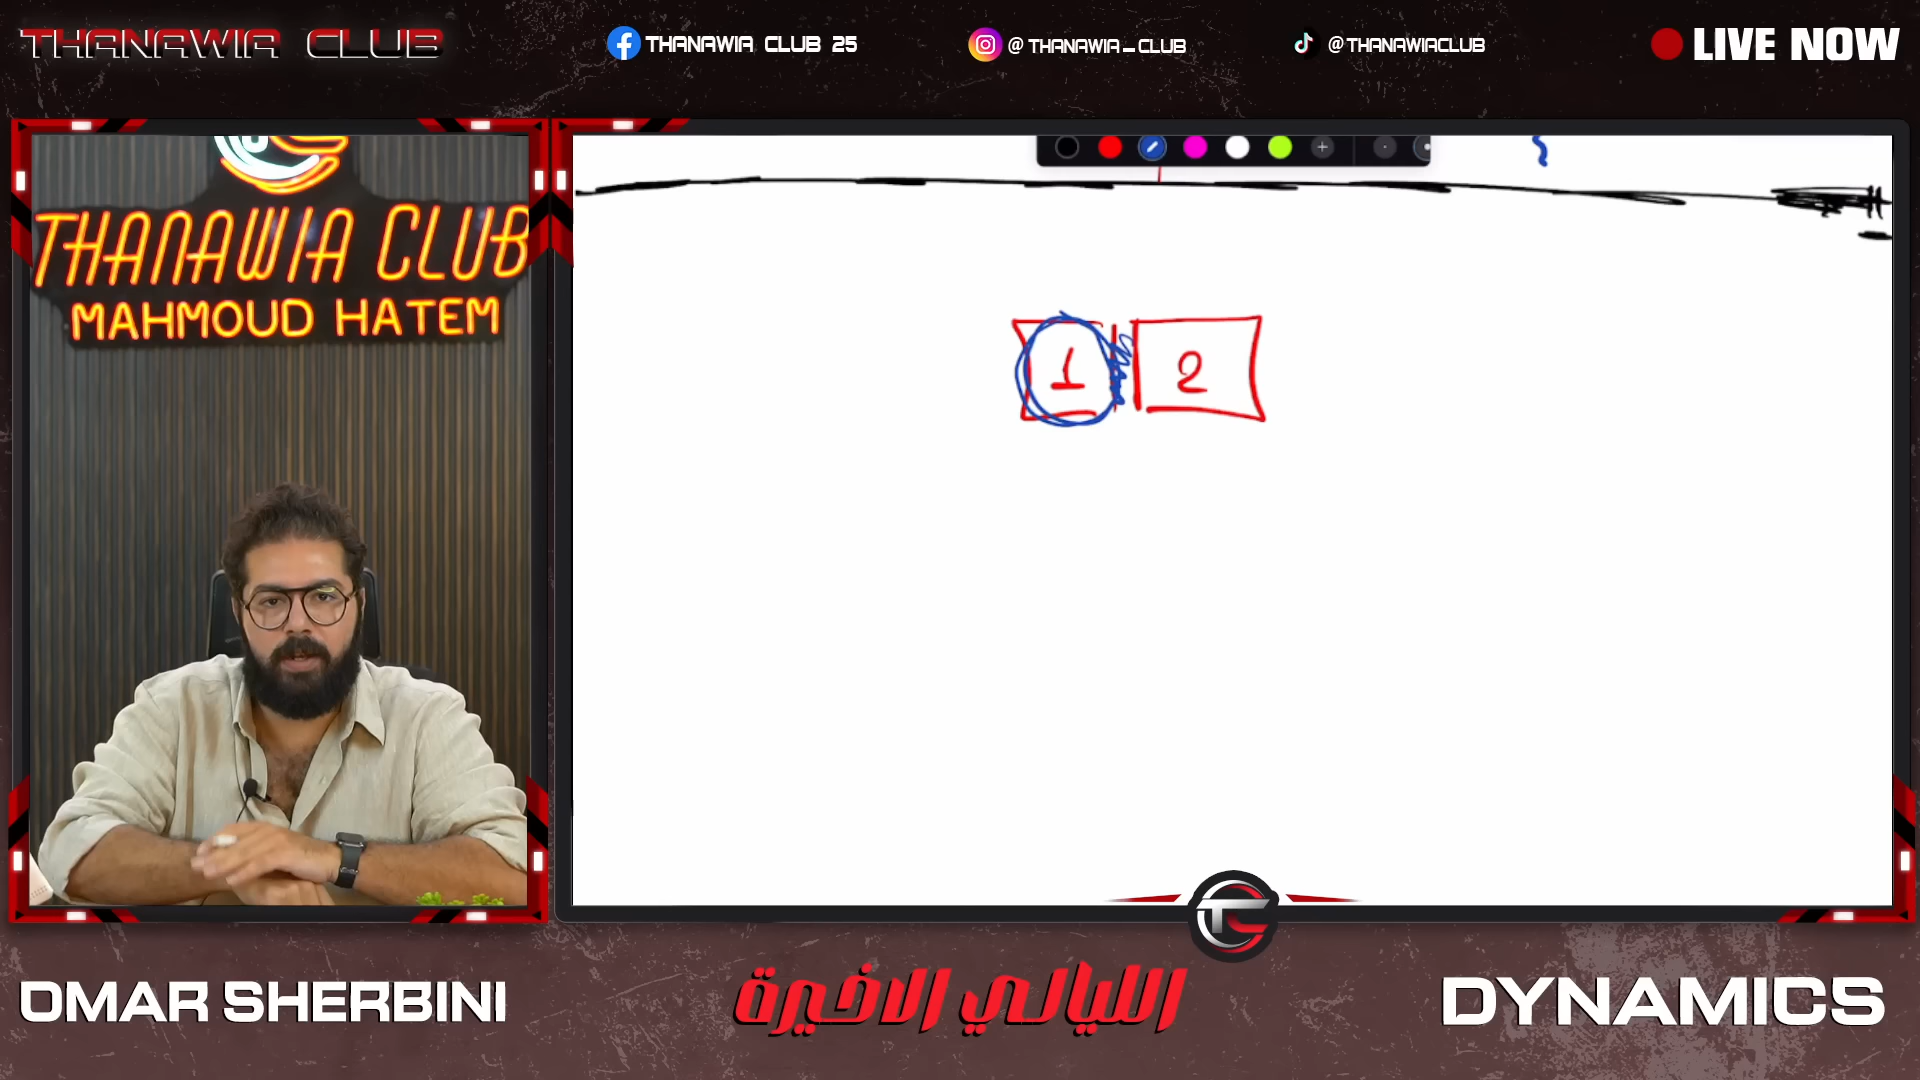 THANAWIA CLUB
THANAWIA CLUB 25
@ THANAWIA_CLUB
@THANAWIACLUB
LIVE NOW
THANAWIA CLUB
MAHMOUD HATEM
1
2
TC
OMAR SHERBINI
الليالي الاخيرة
DYNAMICS